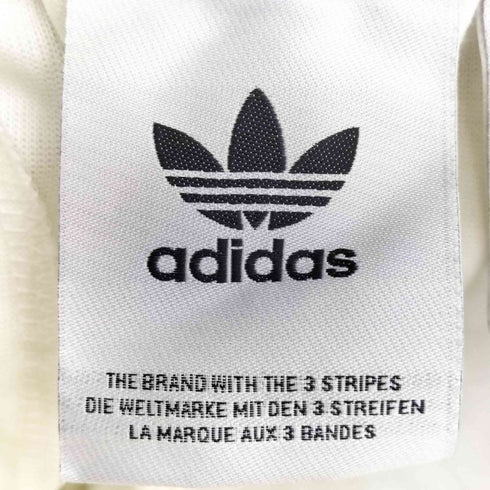 adidas
THE BRAND WITH THE 3 STRIPES
DIE WELTMARKE MIT DEN 3 STREIFEN
LA MARQUE AUX 3 BANDES